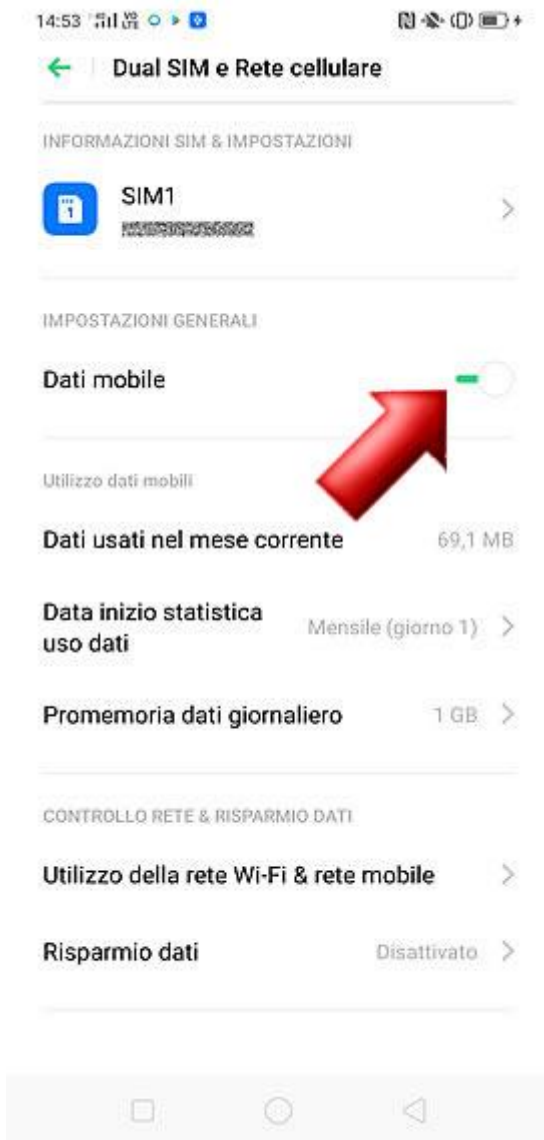 14:53
Dual SIM e Rete cellulare
INFORMAZIONI SIM & IMPOSTAZIONI
1
SIM1
IMPOSTAZIONI GENERALI
Dati mobile
Utilizzo dati mobili
Dati usati nel mese corrente 69,1 MB
Data inizio statistica
uso dati
Mensile (giorno 1)
Promemoria dati giornaliero 1 GB
CONTROLLO RETE & RISPARMIO DATI
Utilizzo della rete Wi-Fi & rete mobile
Risparmio dati Disattivato